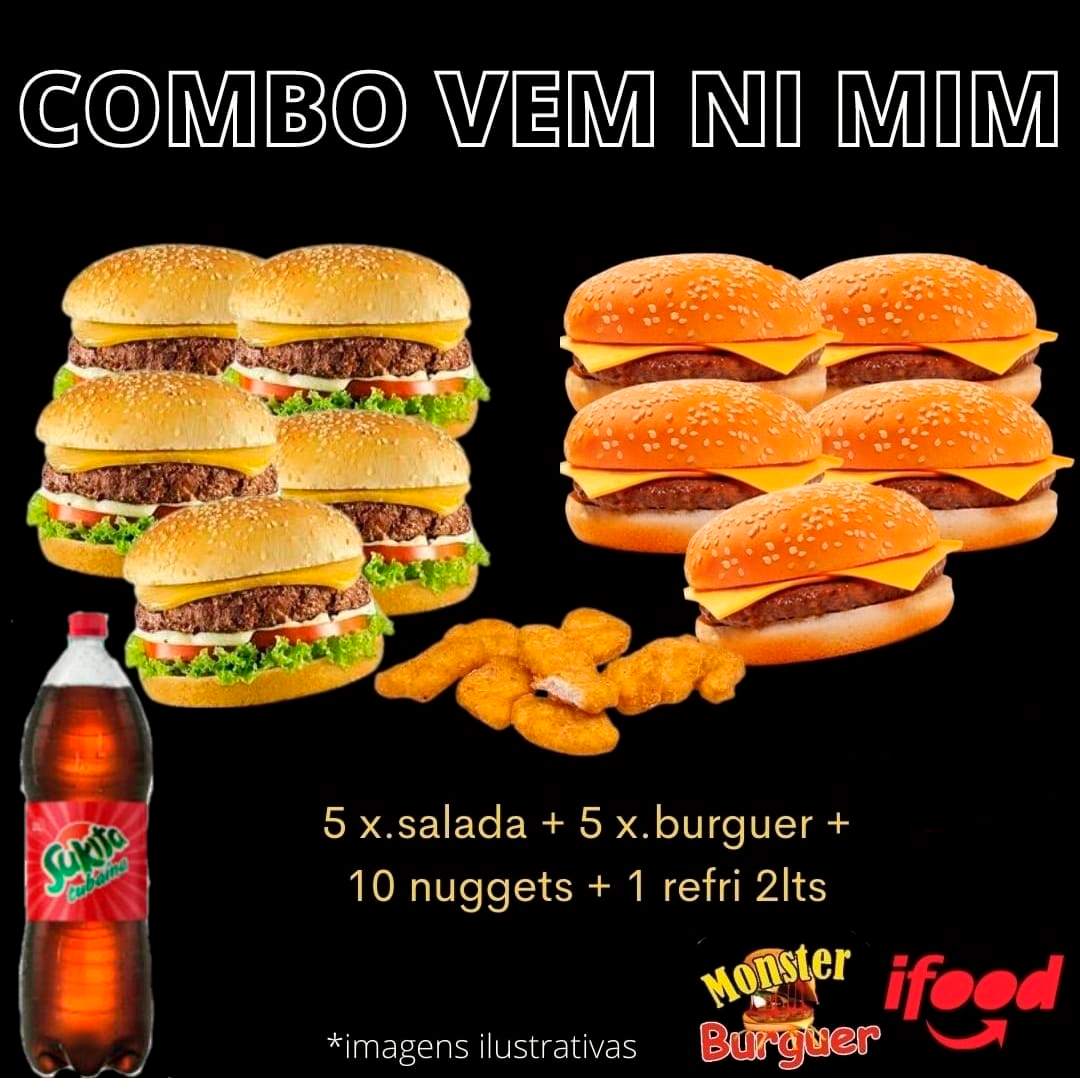 COMBO VEM NI MIM
Sukita
tubaína
5 x.salada + 5 x.burguer +
10 nuggets + 1 refri 2lts
Monster
Burguer
ifood
*imagens ilustrativas